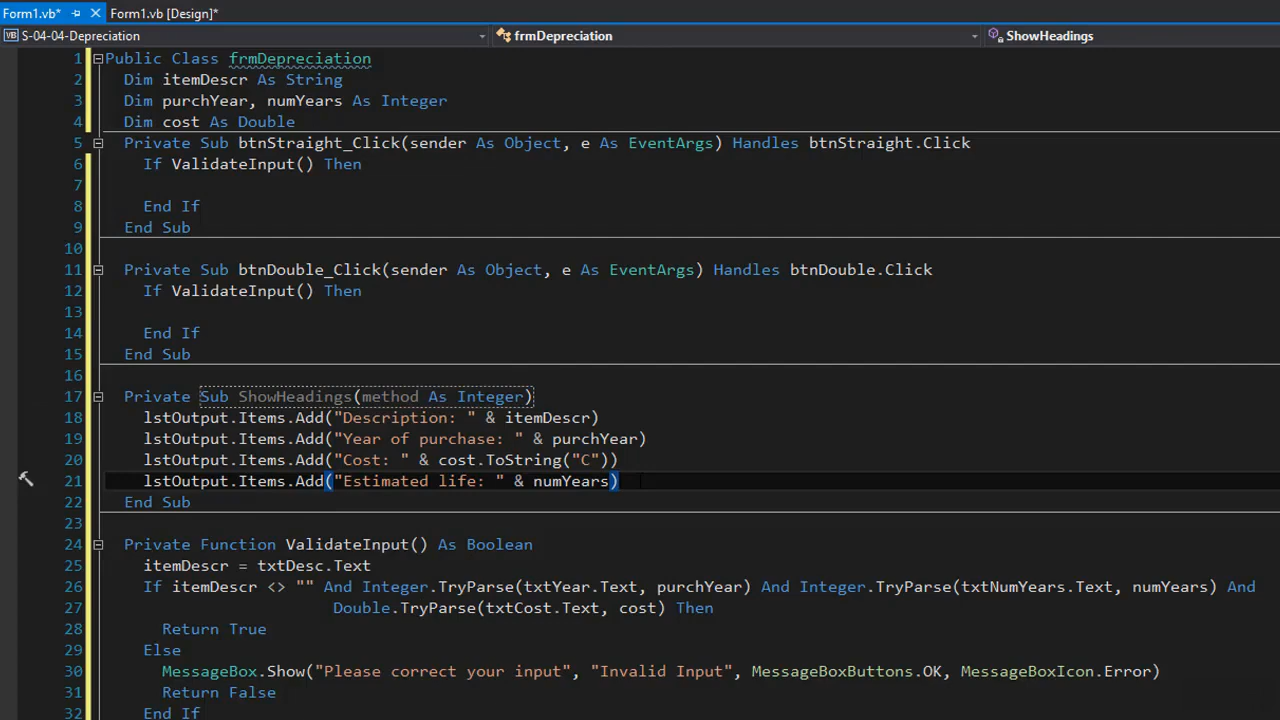 Form1.vb* Form1.vb [Design]*
VB S-04-04-Depreciation frmDepreciation ShowHeadings
1 Public Class frmDepreciation
2 Dim itemDescr As String
3 Dim purchYear, numYears As Integer
4 Dim cost As Double
5 Private Sub btnStraight_Click(sender As Object, e As EventArgs) Handles btnStraight.Click
6 If ValidateInput() Then
7
8 End If
9 End Sub
10
11 Private Sub btnDouble_Click(sender As Object, e As EventArgs) Handles btnDouble.Click
12 If ValidateInput() Then
13
14 End If
15 End Sub
16
17 Private Sub ShowHeadings(method As Integer)
18 lstOutput.Items.Add("Description: " & itemDescr)
19 lstOutput.Items.Add("Year of purchase: " & purchYear)
20 lstOutput.Items.Add("Cost: " & cost.ToString("C"))
21 lstOutput.Items.Add("Estimated life: " & numYears)
22 End Sub
23
24 Private Function ValidateInput() As Boolean
25 itemDescr = txtDesc.Text
26 If itemDescr <> "" And Integer.TryParse(txtYear.Text, purchYear) And Integer.TryParse(txtNumYears.Text, numYears) And
27 Double.TryParse(txtCost.Text, cost) Then
28 Return True
29 Else
30 MessageBox.Show("Please correct your input", "Invalid Input", MessageBoxButtons.OK, MessageBoxIcon.Error)
31 Return False
32 End If